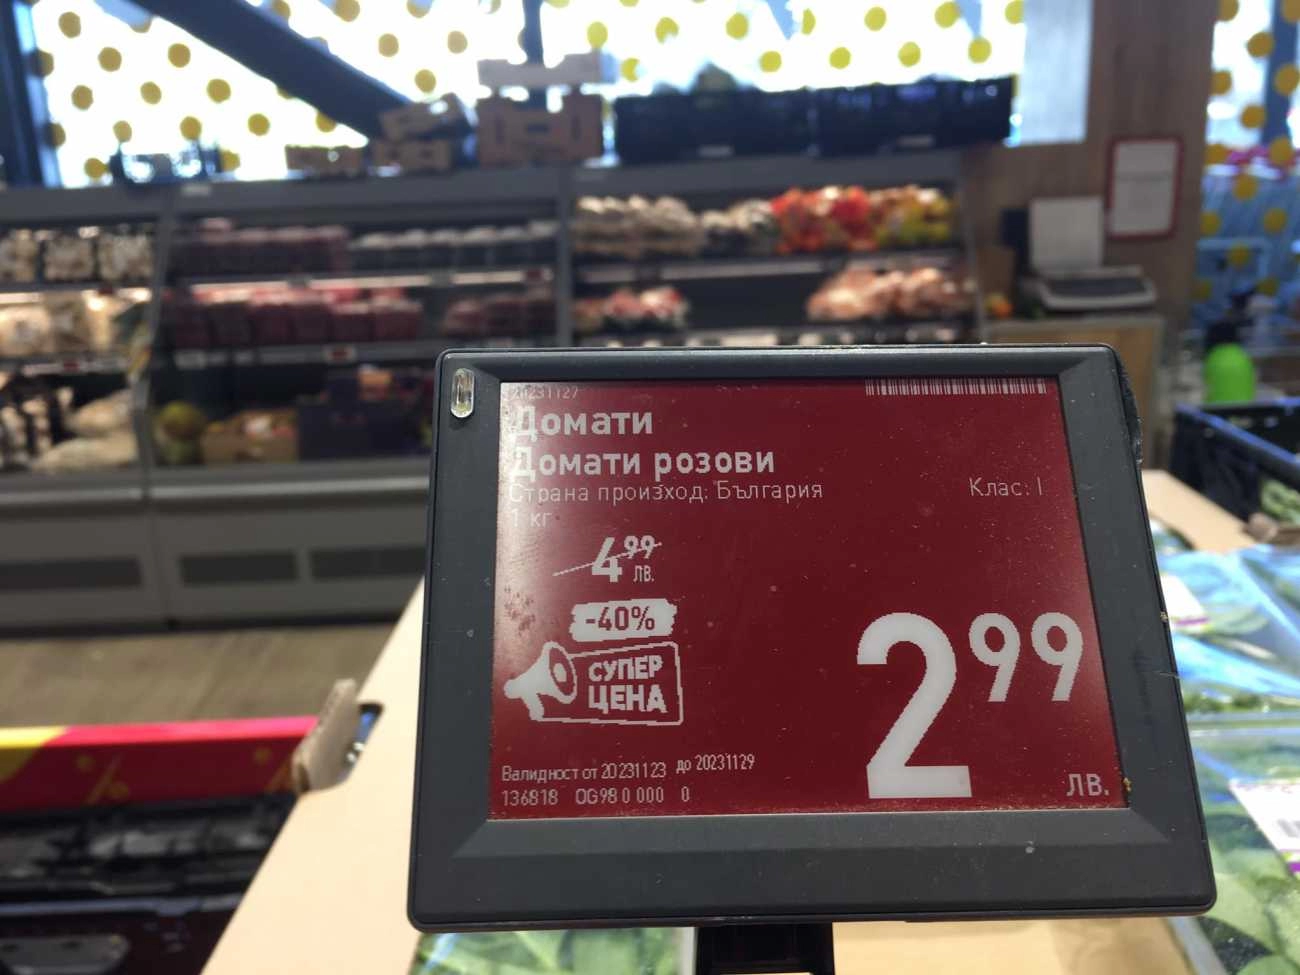 20231127
Домати
Домати розови
Страна произход: България Клас: I
1 кг
4 99
ЛВ.
-40%
СУПЕР
ЦЕНА
2 99
ЛВ.
Валидност от 20231123 до 20231129
136818 OG98 0 000 0